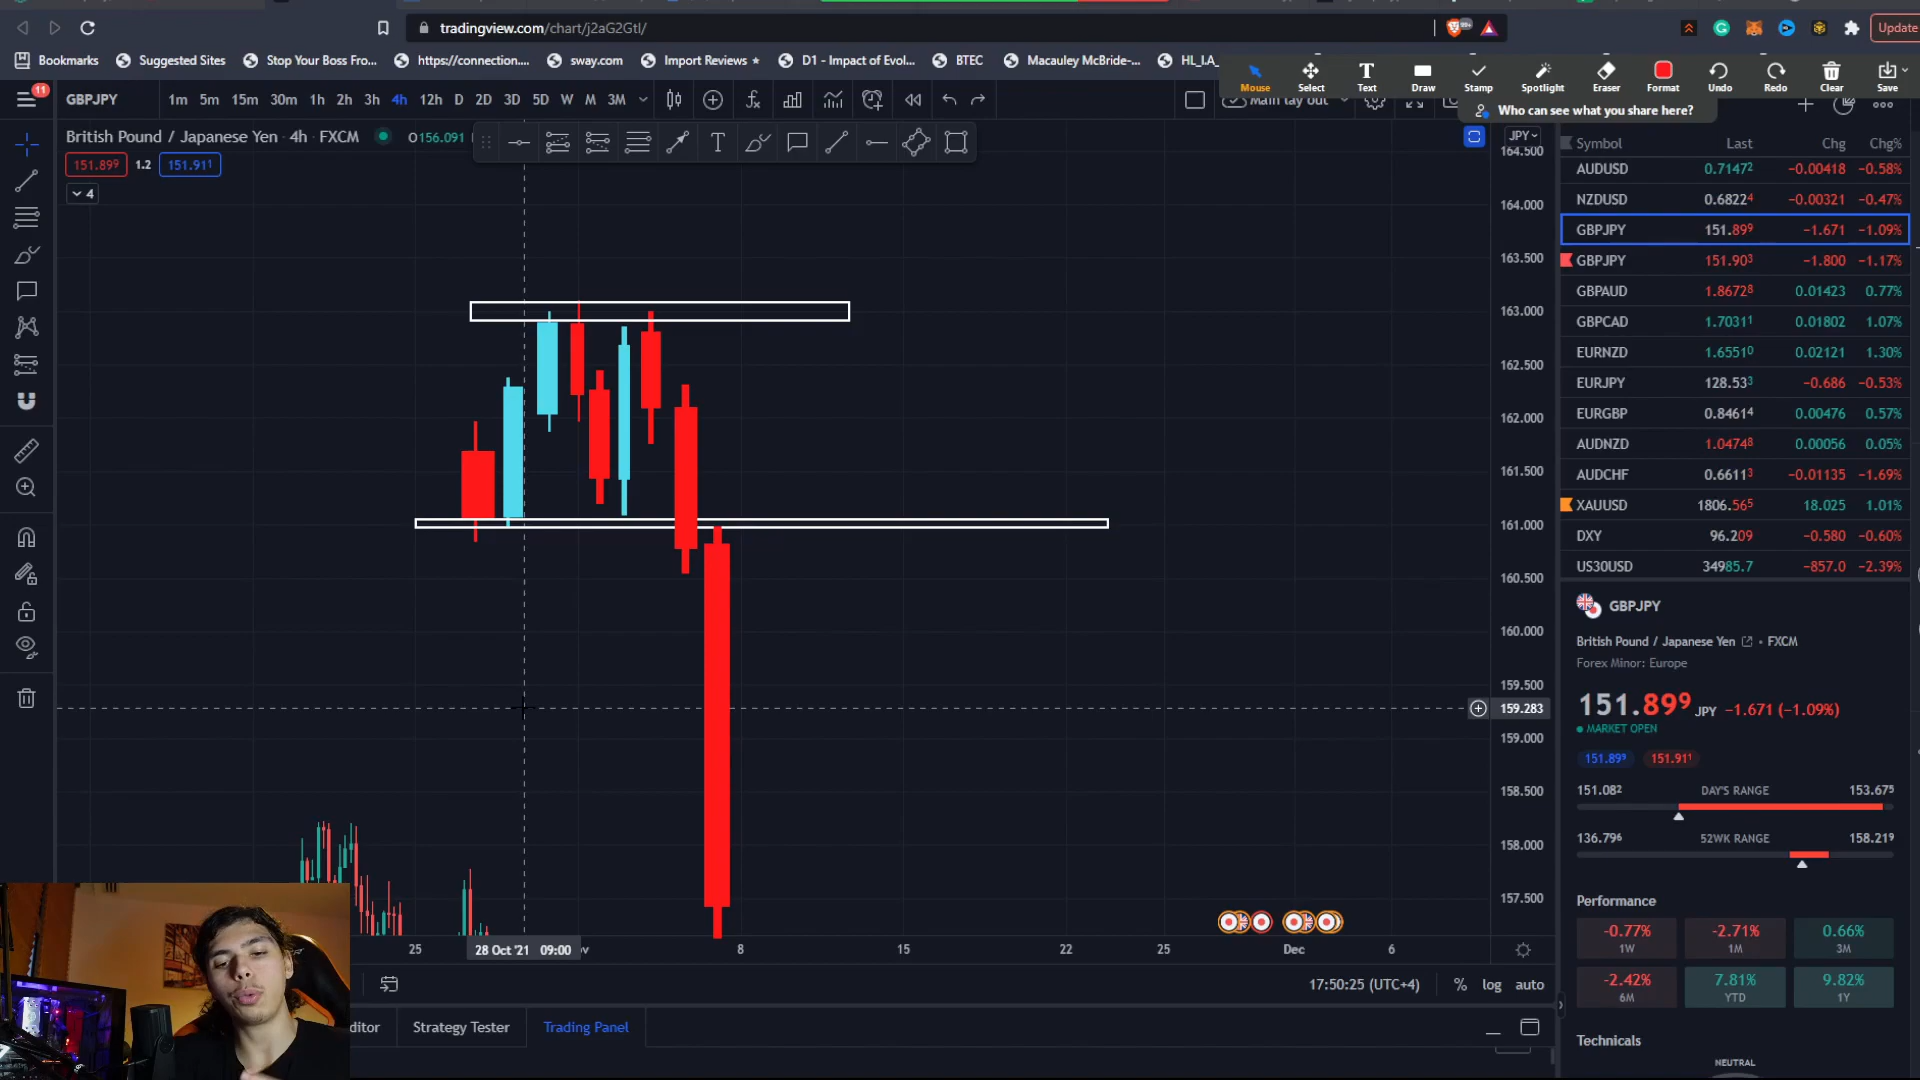 tradingview.com/chart/j2aG2GtI/
Update
Bookmarks
Suggested Sites
Stop Your Boss Fro...
https://connection....
sway.com
Import Reviews ★
D1 - Impact of Evol...
BTEC
Macauley McBride-...
HL_I.A_
Mouse
Select
Text
Draw
Stamp
Spotlight
Eraser
Format
Undo
Redo
Clear
Save
Who can see what you share here?
11
GBPJPY
1m 5m 15m 30m 1h 2h 3h 4h 12h D 2D 3D 5D W M 3M
Main lay out
British Pound / Japanese Yen • 4h • FXCM
O156.091
151.899
1.2
151.911
4
JPY
164.500
164.000
163.500
163.000
162.500
162.000
161.500
161.000
160.500
160.000
159.500
159.283
159.000
158.500
158.000
157.500
Symbol Last Chg Chg%
AUDUSD 0.71472 −0.00418 −0.58%
NZDUSD 0.68224 −0.00321 −0.47%
GBPJPY 151.899 −1.671 −1.09%
GBPJPY 151.903 −1.800 −1.17%
GBPAUD 1.86728 0.01423 0.77%
GBPCAD 1.70311 0.01802 1.07%
EURNZD 1.65510 0.02121 1.30%
EURJPY 128.533 −0.686 −0.53%
EURGBP 0.84614 0.00476 0.57%
AUDNZD 1.04748 0.00056 0.05%
AUDCHF 0.66113 −0.01135 −1.69%
XAUUSD 1806.565 18.025 1.01%
DXY 96.209 −0.580 −0.60%
US30USD 34985.7 −857.0 −2.39%
GBPJPY
British Pound / Japanese Yen • FXCM
Forex Minor: Europe
151.899 JPY −1.671 (−1.09%)
MARKET OPEN
151.899 151.911
151.082 DAY'S RANGE 153.675
136.796 52WK RANGE 158.219
Performance
-0.77% -2.71% 0.66%
1W 1M 3M
-2.42% 7.81% 9.82%
6M YTD 1Y
Technicals
NEUTRAL
25
28 Oct '21 09:00
8
15
22
25
Dec
6
17:50:25 (UTC+4)
%
log
auto
Strategy Tester
Trading Panel